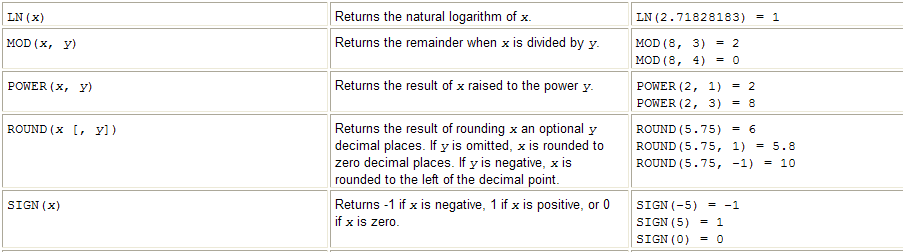 LN(x) Returns the natural logarithm of x. LN(2.71828183) = 1
MOD(x, y) Returns the remainder when x is divided by y. MOD(8, 3) = 2
MOD(8, 4) = 0
POWER(x, y) Returns the result of x raised to the power y. POWER(2, 1) = 2
POWER(2, 3) = 8
ROUND(x [, y]) Returns the result of rounding x an optional y ROUND(5.75) = 6
decimal places. If y is omitted, x is rounded to ROUND(5.75, 1) = 5.8
zero decimal places. If y is negative, x is ROUND(5.75, -1) = 10
rounded to the left of the decimal point.
SIGN(x) Returns -1 if x is negative, 1 if x is positive, or 0 SIGN(-5) = -1
if x is zero. SIGN(5) = 1
SIGN(0) = 0